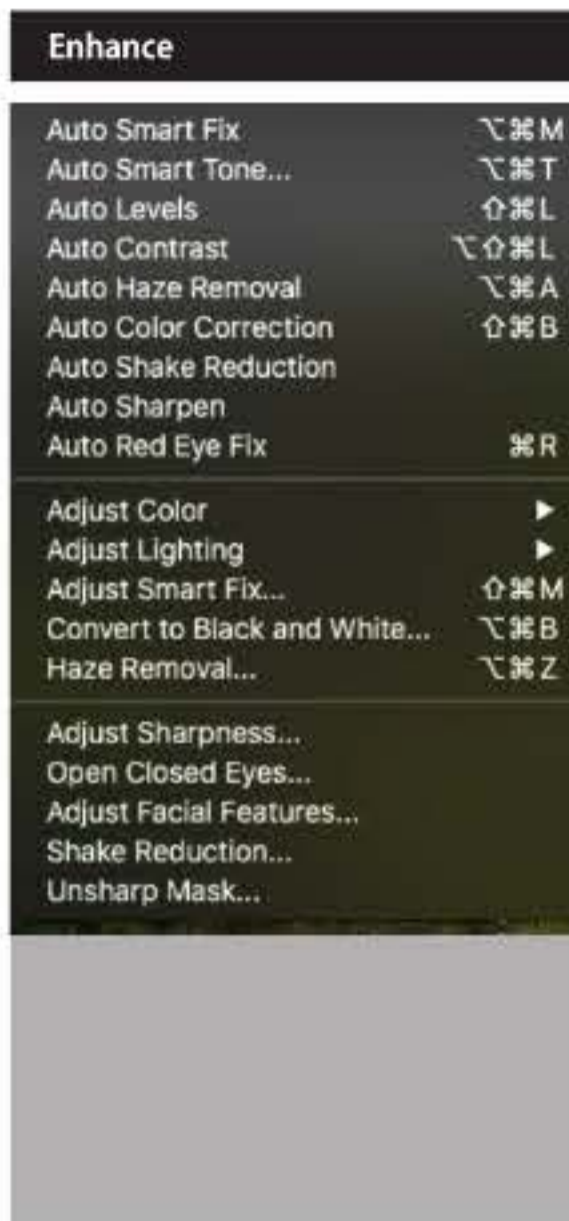 Enhance
Auto Smart Fix ⌥⌘M
Auto Smart Tone... ⌥⌘T
Auto Levels ⇧⌘L
Auto Contrast ⌥⇧⌘L
Auto Haze Removal ⌥⌘A
Auto Color Correction ⇧⌘B
Auto Shake Reduction
Auto Sharpen
Auto Red Eye Fix ⌘R
Adjust Color ▶
Adjust Lighting ▶
Adjust Smart Fix... ⇧⌘M
Convert to Black and White... ⌥⌘B
Haze Removal... ⌥⌘Z
Adjust Sharpness...
Open Closed Eyes...
Adjust Facial Features...
Shake Reduction...
Unsharp Mask...